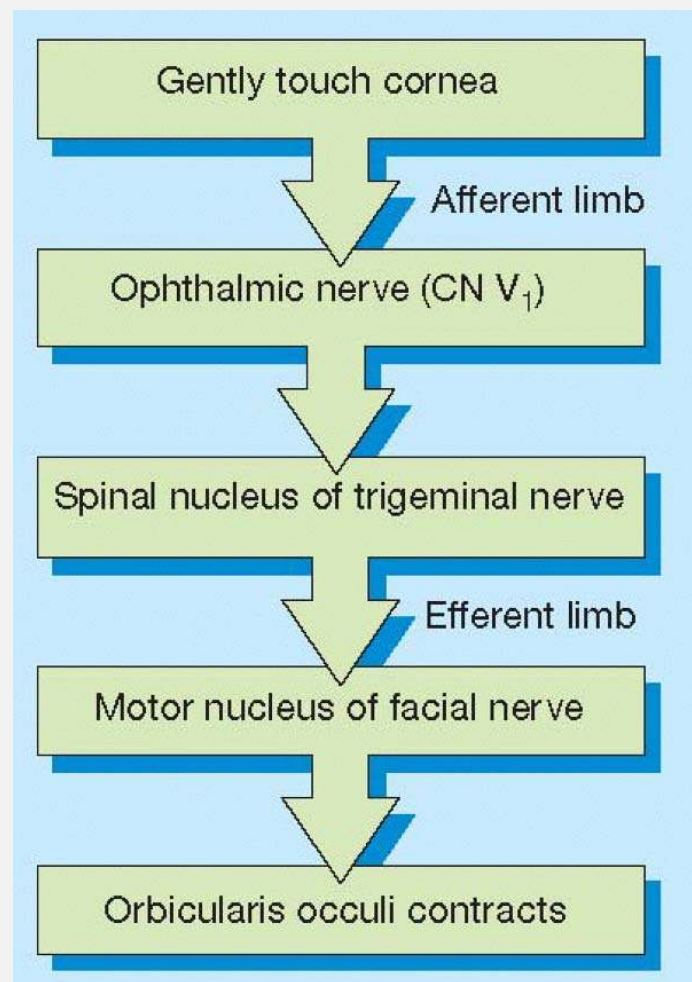 Gently touch cornea
Afferent limb
Ophthalmic nerve (CN V₁)
Spinal nucleus of trigeminal nerve
Efferent limb
Motor nucleus of facial nerve
Orbicularis occuli contracts